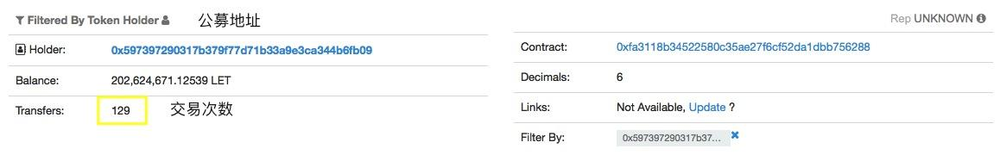 Filtered By Token Holder 公募地址
Holder: 0x597397290317b379f77d71b33a9e3ca344b6fb09
Balance: 202,624,671.12539 LET
Transfers: 129 交易次数
Rep UNKNOWN
Contract: 0xfa3118b34522580c35ae27f6cf52da1dbb756288
Decimals: 6
Links: Not Available, Update ?
Filter By: 0x597397290317b37...